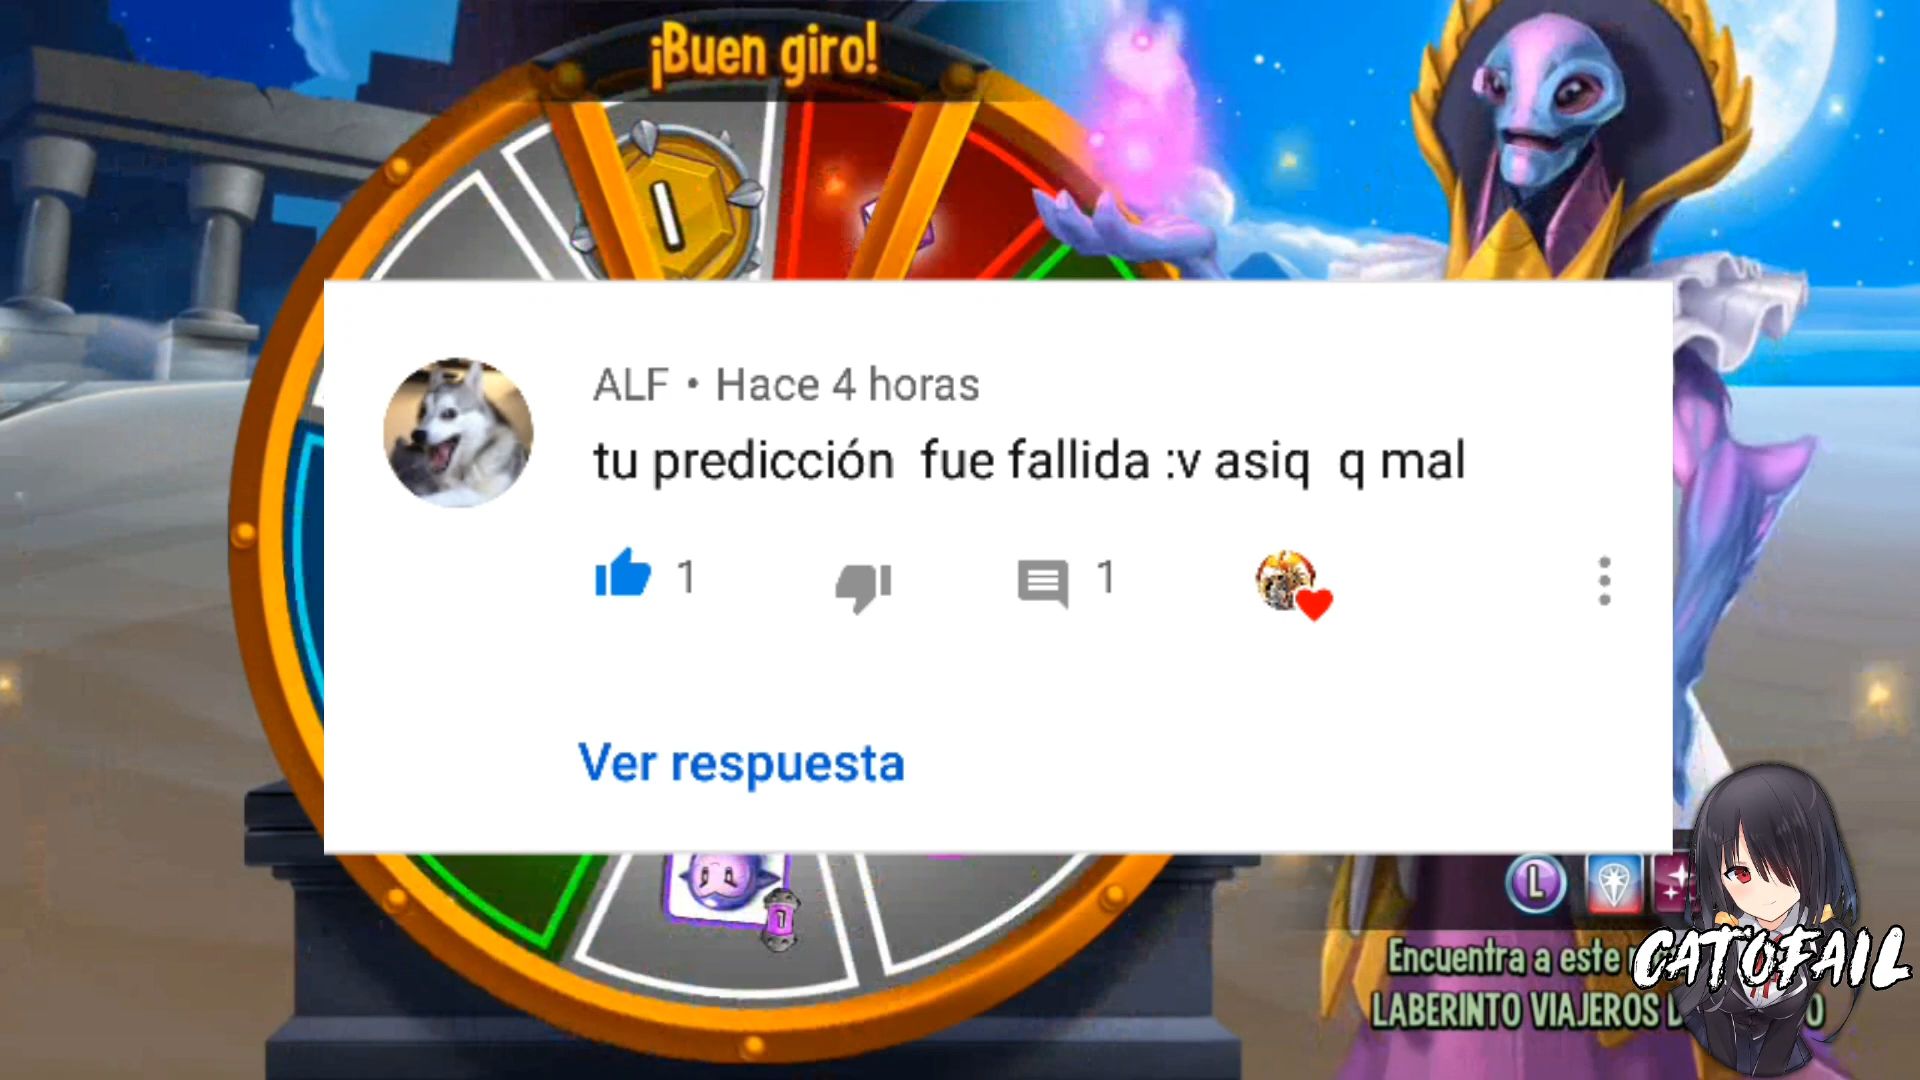 ¡Buen giro!
I
ALF • Hace 4 horas
tu predicción  fue fallida :v asiq  q mal
1
1
Ver respuesta
1
L
Encuentra a este
CATOFAIL
LABERINTO VIAJEROS